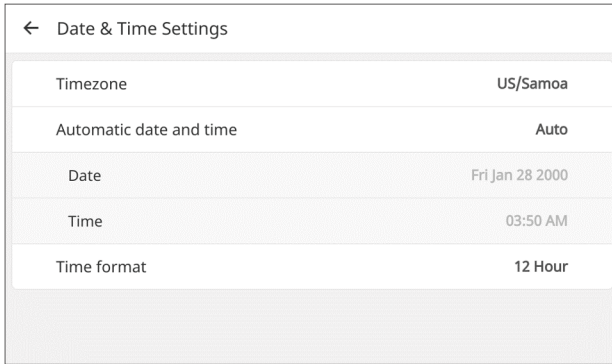 Date & Time Settings
Timezone US/Samoa
Automatic date and time Auto
Date Fri Jan 28 2000
Time 03:50 AM
Time format 12 Hour